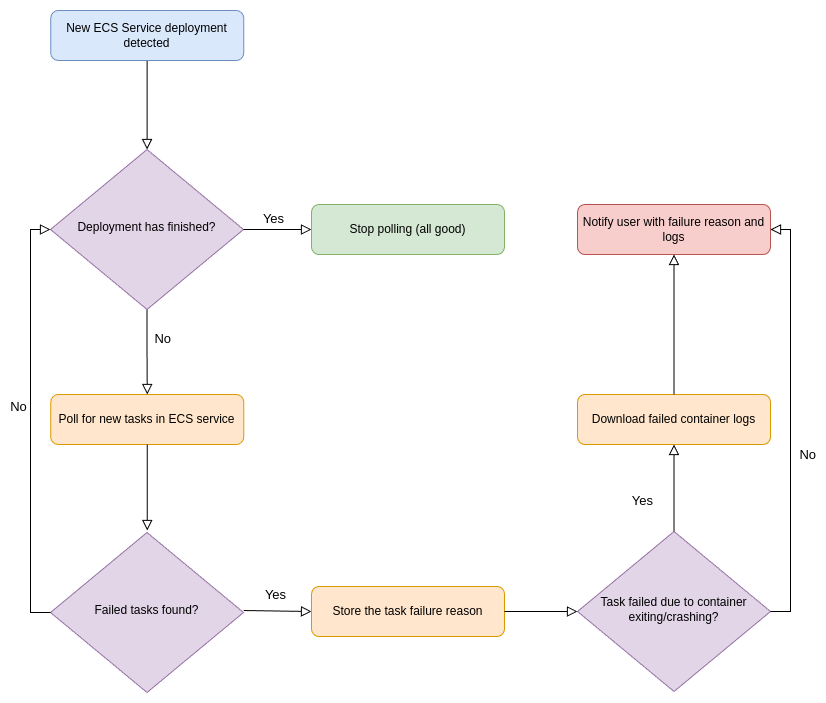 New ECS Service deployment
detected
Deployment has finished?
Yes
Stop polling (all good)
Notify user with failure reason and
logs
No
No
Poll for new tasks in ECS service
Download failed container logs
No
Yes
Failed tasks found?
Yes
Store the task failure reason
Task failed due to container
exiting/crashing?